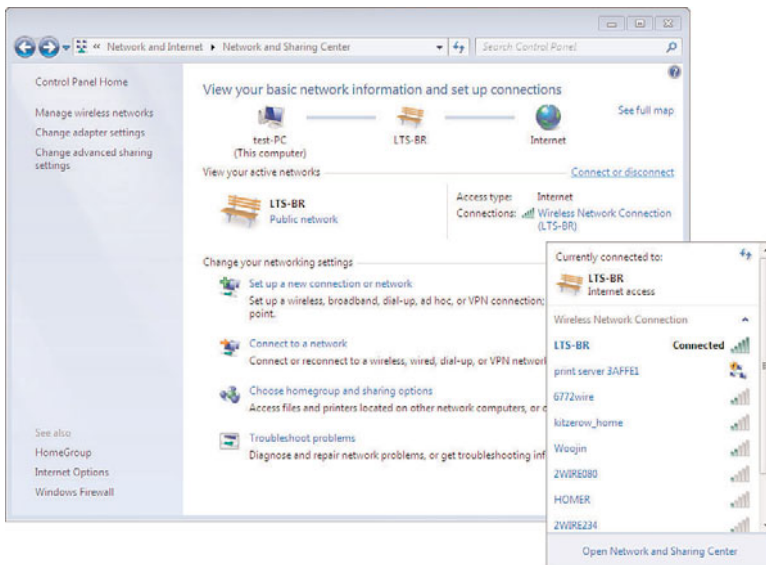 « Network and Internet ▸ Network and Sharing Center
Search Control Panel
Control Panel Home
Manage wireless networks
Change adapter settings
Change advanced sharing
settings
See also
HomeGroup
Internet Options
Windows Firewall
View your basic network information and set up connections
See full map
test-PC
(This computer)
LTS-BR
Internet
View your active networks
Connect or disconnect
LTS-BR
Public network
Access type: Internet
Connections: Wireless Network Connection
(LTS-BR)
Change your networking settings
Set up a new connection or network
Set up a wireless, broadband, dial-up, ad hoc, or VPN connection;
point.
Connect to a network
Connect or reconnect to a wireless, wired, dial-up, or VPN network
Choose homegroup and sharing options
Access files and printers located on other network computers, or
Troubleshoot problems
Diagnose and repair network problems, or get troubleshooting
Currently connected to:
LTS-BR
Internet access
Wireless Network Connection
LTS-BR Connected
print server 3AFFE1
6772wire
kitzerow_home
Woojin
2WIRE080
HOMER
2WIRE234
Open Network and Sharing Center